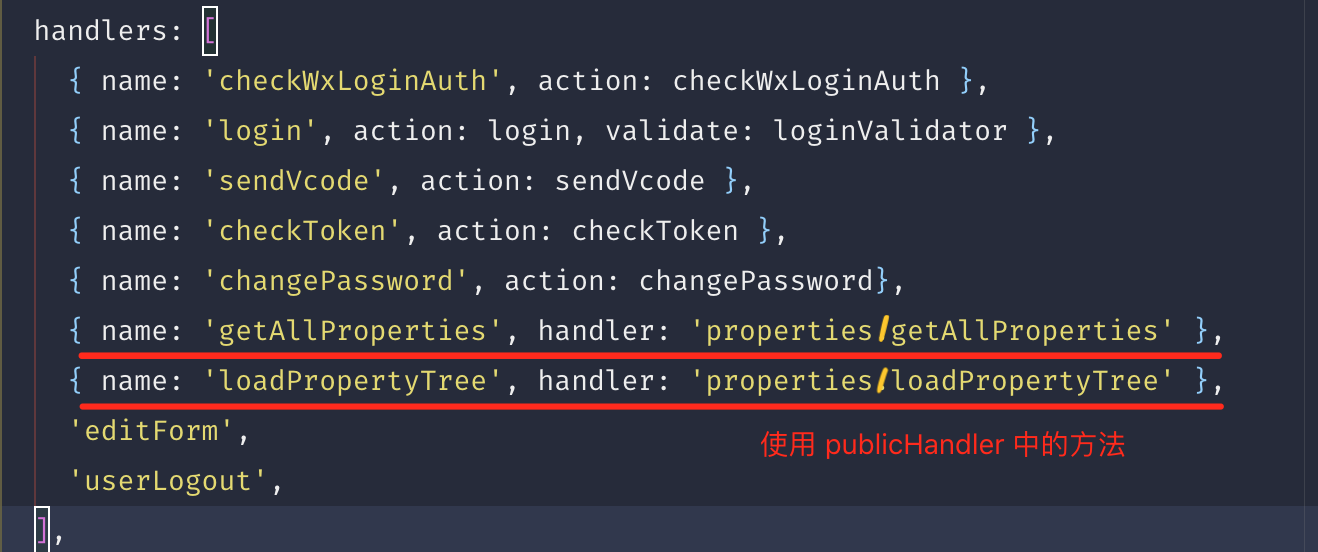 handlers: [
{ name: 'checkWxLoginAuth', action: checkWxLoginAuth },
{ name: 'login', action: login, validate: loginValidator },
{ name: 'sendVcode', action: sendVcode },
{ name: 'checkToken', action: checkToken },
{ name: 'changePassword', action: changePassword},
{ name: 'getAllProperties', handler: 'properties/getAllProperties' },
{ name: 'loadPropertyTree', handler: 'properties/loadPropertyTree' },
'editForm',
使用 publicHandler 中的方法
'userLogout',
],